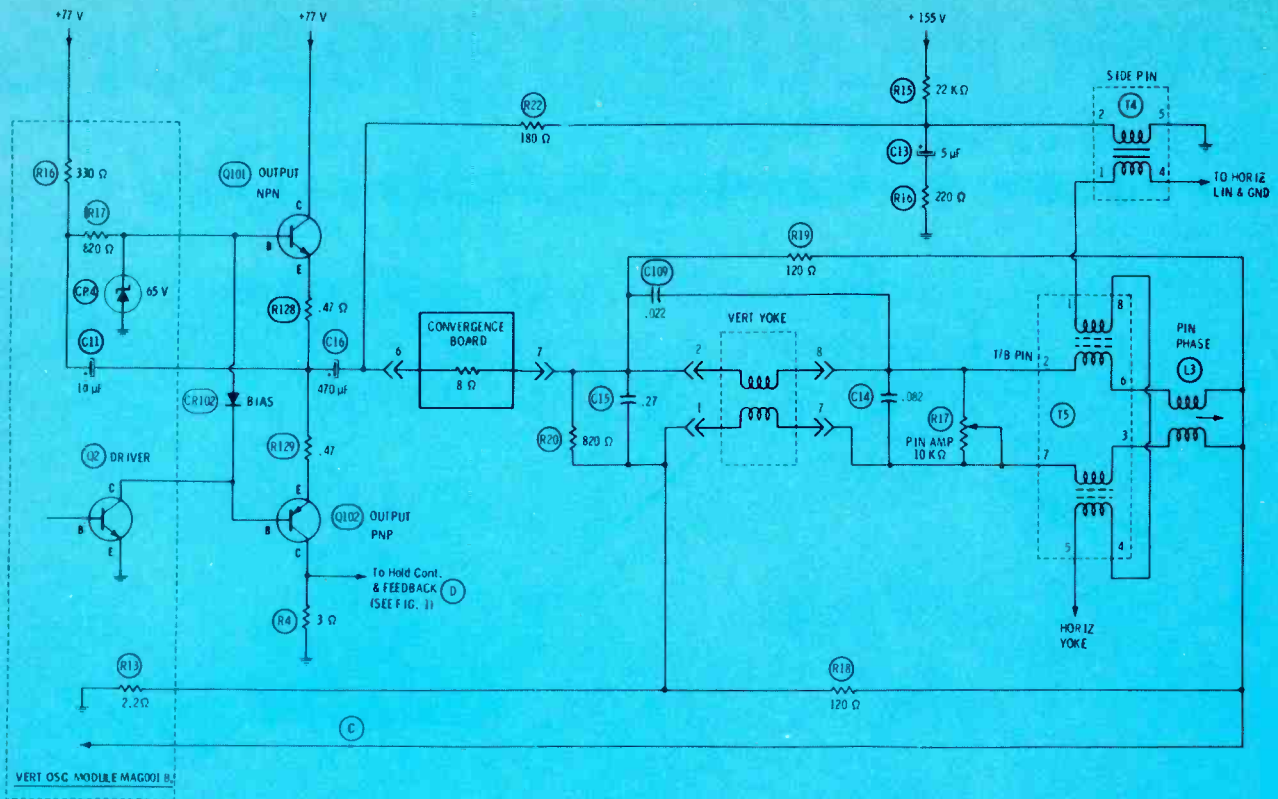 +77 V
+77 V
+ 155 V
SIDE PIN
T4
R15
22 KΩ
R22
180 Ω
2
5
C13
+
5 µF
1
4
TO HORIZ
LIN & GND
R16
330 Ω
Q101
OUTPUT
NPN
C
B
E
R16
220 Ω
R17
820 Ω
R19
120 Ω
CR4
65 V
C109
.022
R128
.47 Ω
C11
+
10 µF
C16
+
470 µF
6
CONVERGENCE
BOARD
8 Ω
7
VERT YOKE
2
8
1
7
1
8
T/B PIN
2
6
PIN
PHASE
L3
CR102
BIAS
C15
.27
C14
.082
R17
PIN AMP
10 KΩ
T5
3
7
R20
820 Ω
R129
.47
Q2
DRIVER
C
B
E
E
B
C
Q102
OUTPUT
PNP
5
4
To Hold Cont.
& FEEDBACK
(SEE FIG. 1)
D
R4
3 Ω
HORIZ
YOKE
R13
2.2Ω
R18
120 Ω
C
VERT OSC MODULE MAG001 B.